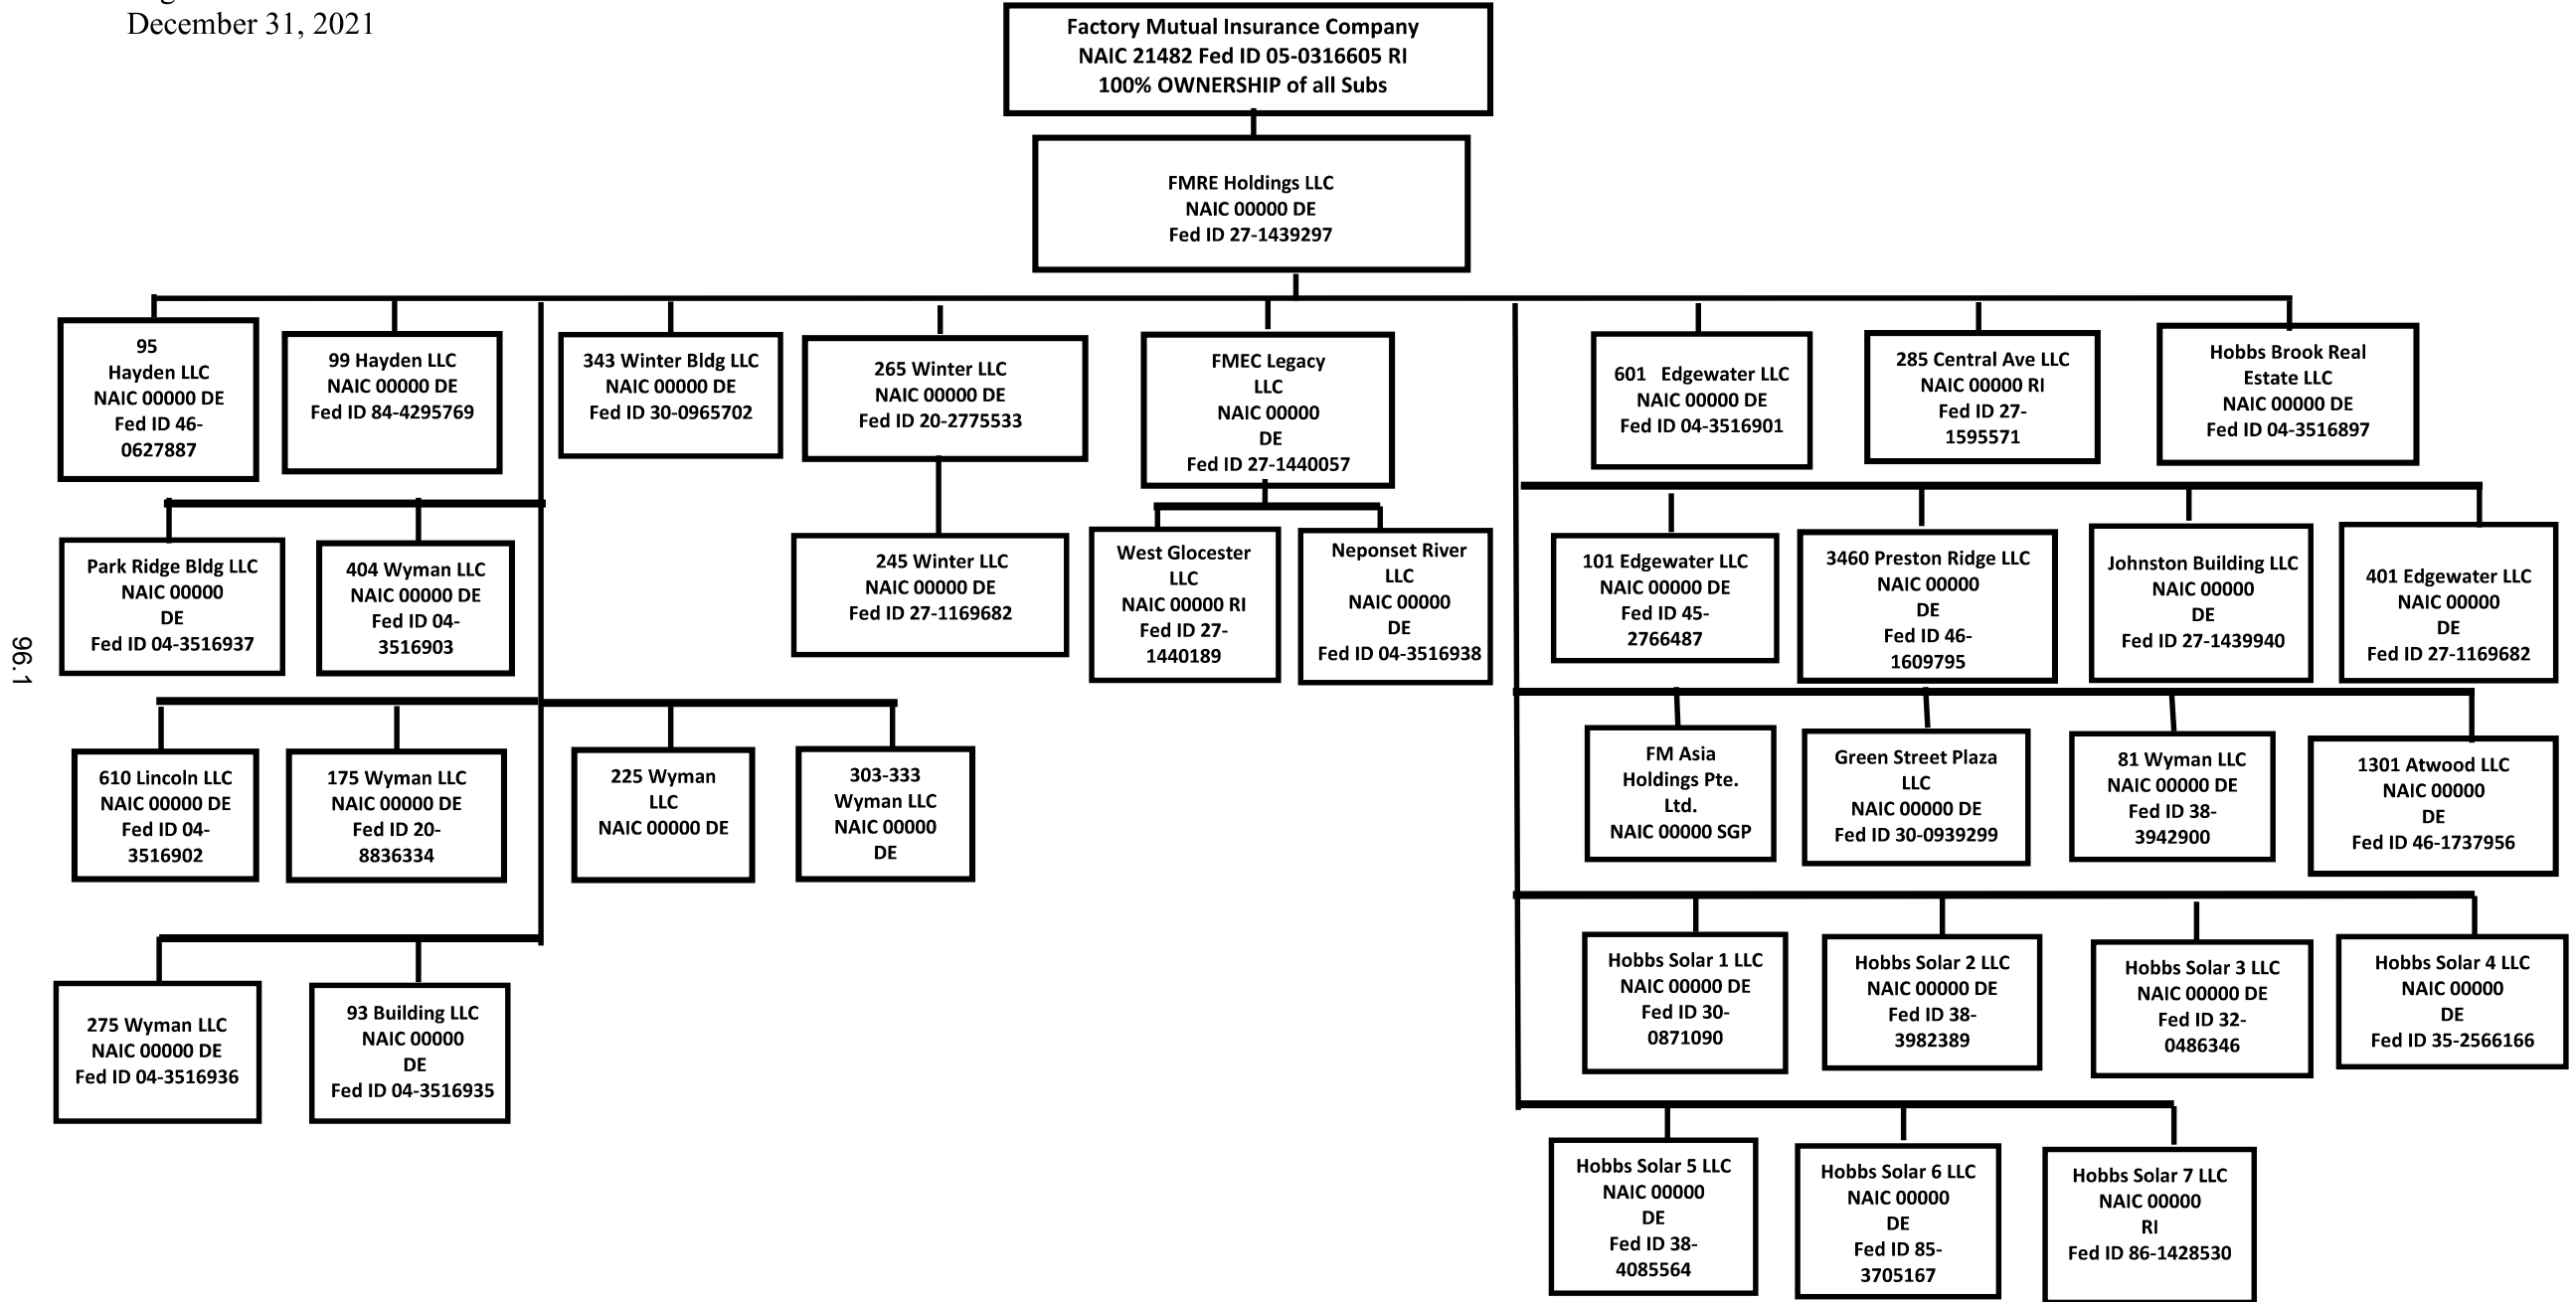 December 31, 2021
Factory Mutual Insurance Company
NAIC 21482 Fed ID 05-0316605 RI
100% OWNERSHIP of all Subs
FMRE Holdings LLC
NAIC 00000 DE
Fed ID 27-1439297
95
Hayden LLC
NAIC 00000 DE
Fed ID 46-
0627887
99 Hayden LLC
NAIC 00000 DE
Fed ID 84-4295769
343 Winter Bldg LLC
NAIC 00000 DE
Fed ID 30-0965702
265 Winter LLC
NAIC 00000 DE
Fed ID 20-2775533
FMEC Legacy
LLC
NAIC 00000
DE
Fed ID 27-1440057
601 Edgewater LLC
NAIC 00000 DE
Fed ID 04-3516901
285 Central Ave LLC
NAIC 00000 RI
Fed ID 27-
1595571
Hobbs Brook Real
Estate LLC
NAIC 00000 DE
Fed ID 04-3516897
Park Ridge Bldg LLC
NAIC 00000
DE
Fed ID 04-3516937
404 Wyman LLC
NAIC 00000 DE
Fed ID 04-
3516903
245 Winter LLC
NAIC 00000 DE
Fed ID 27-1169682
West Glocester
LLC
NAIC 00000 RI
Fed ID 27-
1440189
Neponset River
LLC
NAIC 00000
DE
Fed ID 04-3516938
101 Edgewater LLC
NAIC 00000 DE
Fed ID 45-
2766487
3460 Preston Ridge LLC
NAIC 00000
DE
Fed ID 46-
1609795
Johnston Building LLC
NAIC 00000
DE
Fed ID 27-1439940
401 Edgewater LLC
NAIC 00000
DE
Fed ID 27-1169682
96.1
610 Lincoln LLC
NAIC 00000 DE
Fed ID 04-
3516902
175 Wyman LLC
NAIC 00000 DE
Fed ID 20-
8836334
225 Wyman
LLC
NAIC 00000 DE
303-333
Wyman LLC
NAIC 00000
DE
FM Asia
Holdings Pte.
Ltd.
NAIC 00000 SGP
Green Street Plaza
LLC
NAIC 00000 DE
Fed ID 30-0939299
81 Wyman LLC
NAIC 00000 DE
Fed ID 38-
3942900
1301 Atwood LLC
NAIC 00000
DE
Fed ID 46-1737956
275 Wyman LLC
NAIC 00000 DE
Fed ID 04-3516936
93 Building LLC
NAIC 00000
DE
Fed ID 04-3516935
Hobbs Solar 1 LLC
NAIC 00000 DE
Fed ID 30-
0871090
Hobbs Solar 2 LLC
NAIC 00000 DE
Fed ID 38-
3982389
Hobbs Solar 3 LLC
NAIC 00000 DE
Fed ID 32-
0486346
Hobbs Solar 4 LLC
NAIC 00000
DE
Fed ID 35-2566166
Hobbs Solar 5 LLC
NAIC 00000
DE
Fed ID 38-
4085564
Hobbs Solar 6 LLC
NAIC 00000
DE
Fed ID 85-
3705167
Hobbs Solar 7 LLC
NAIC 00000
RI
Fed ID 86-1428530